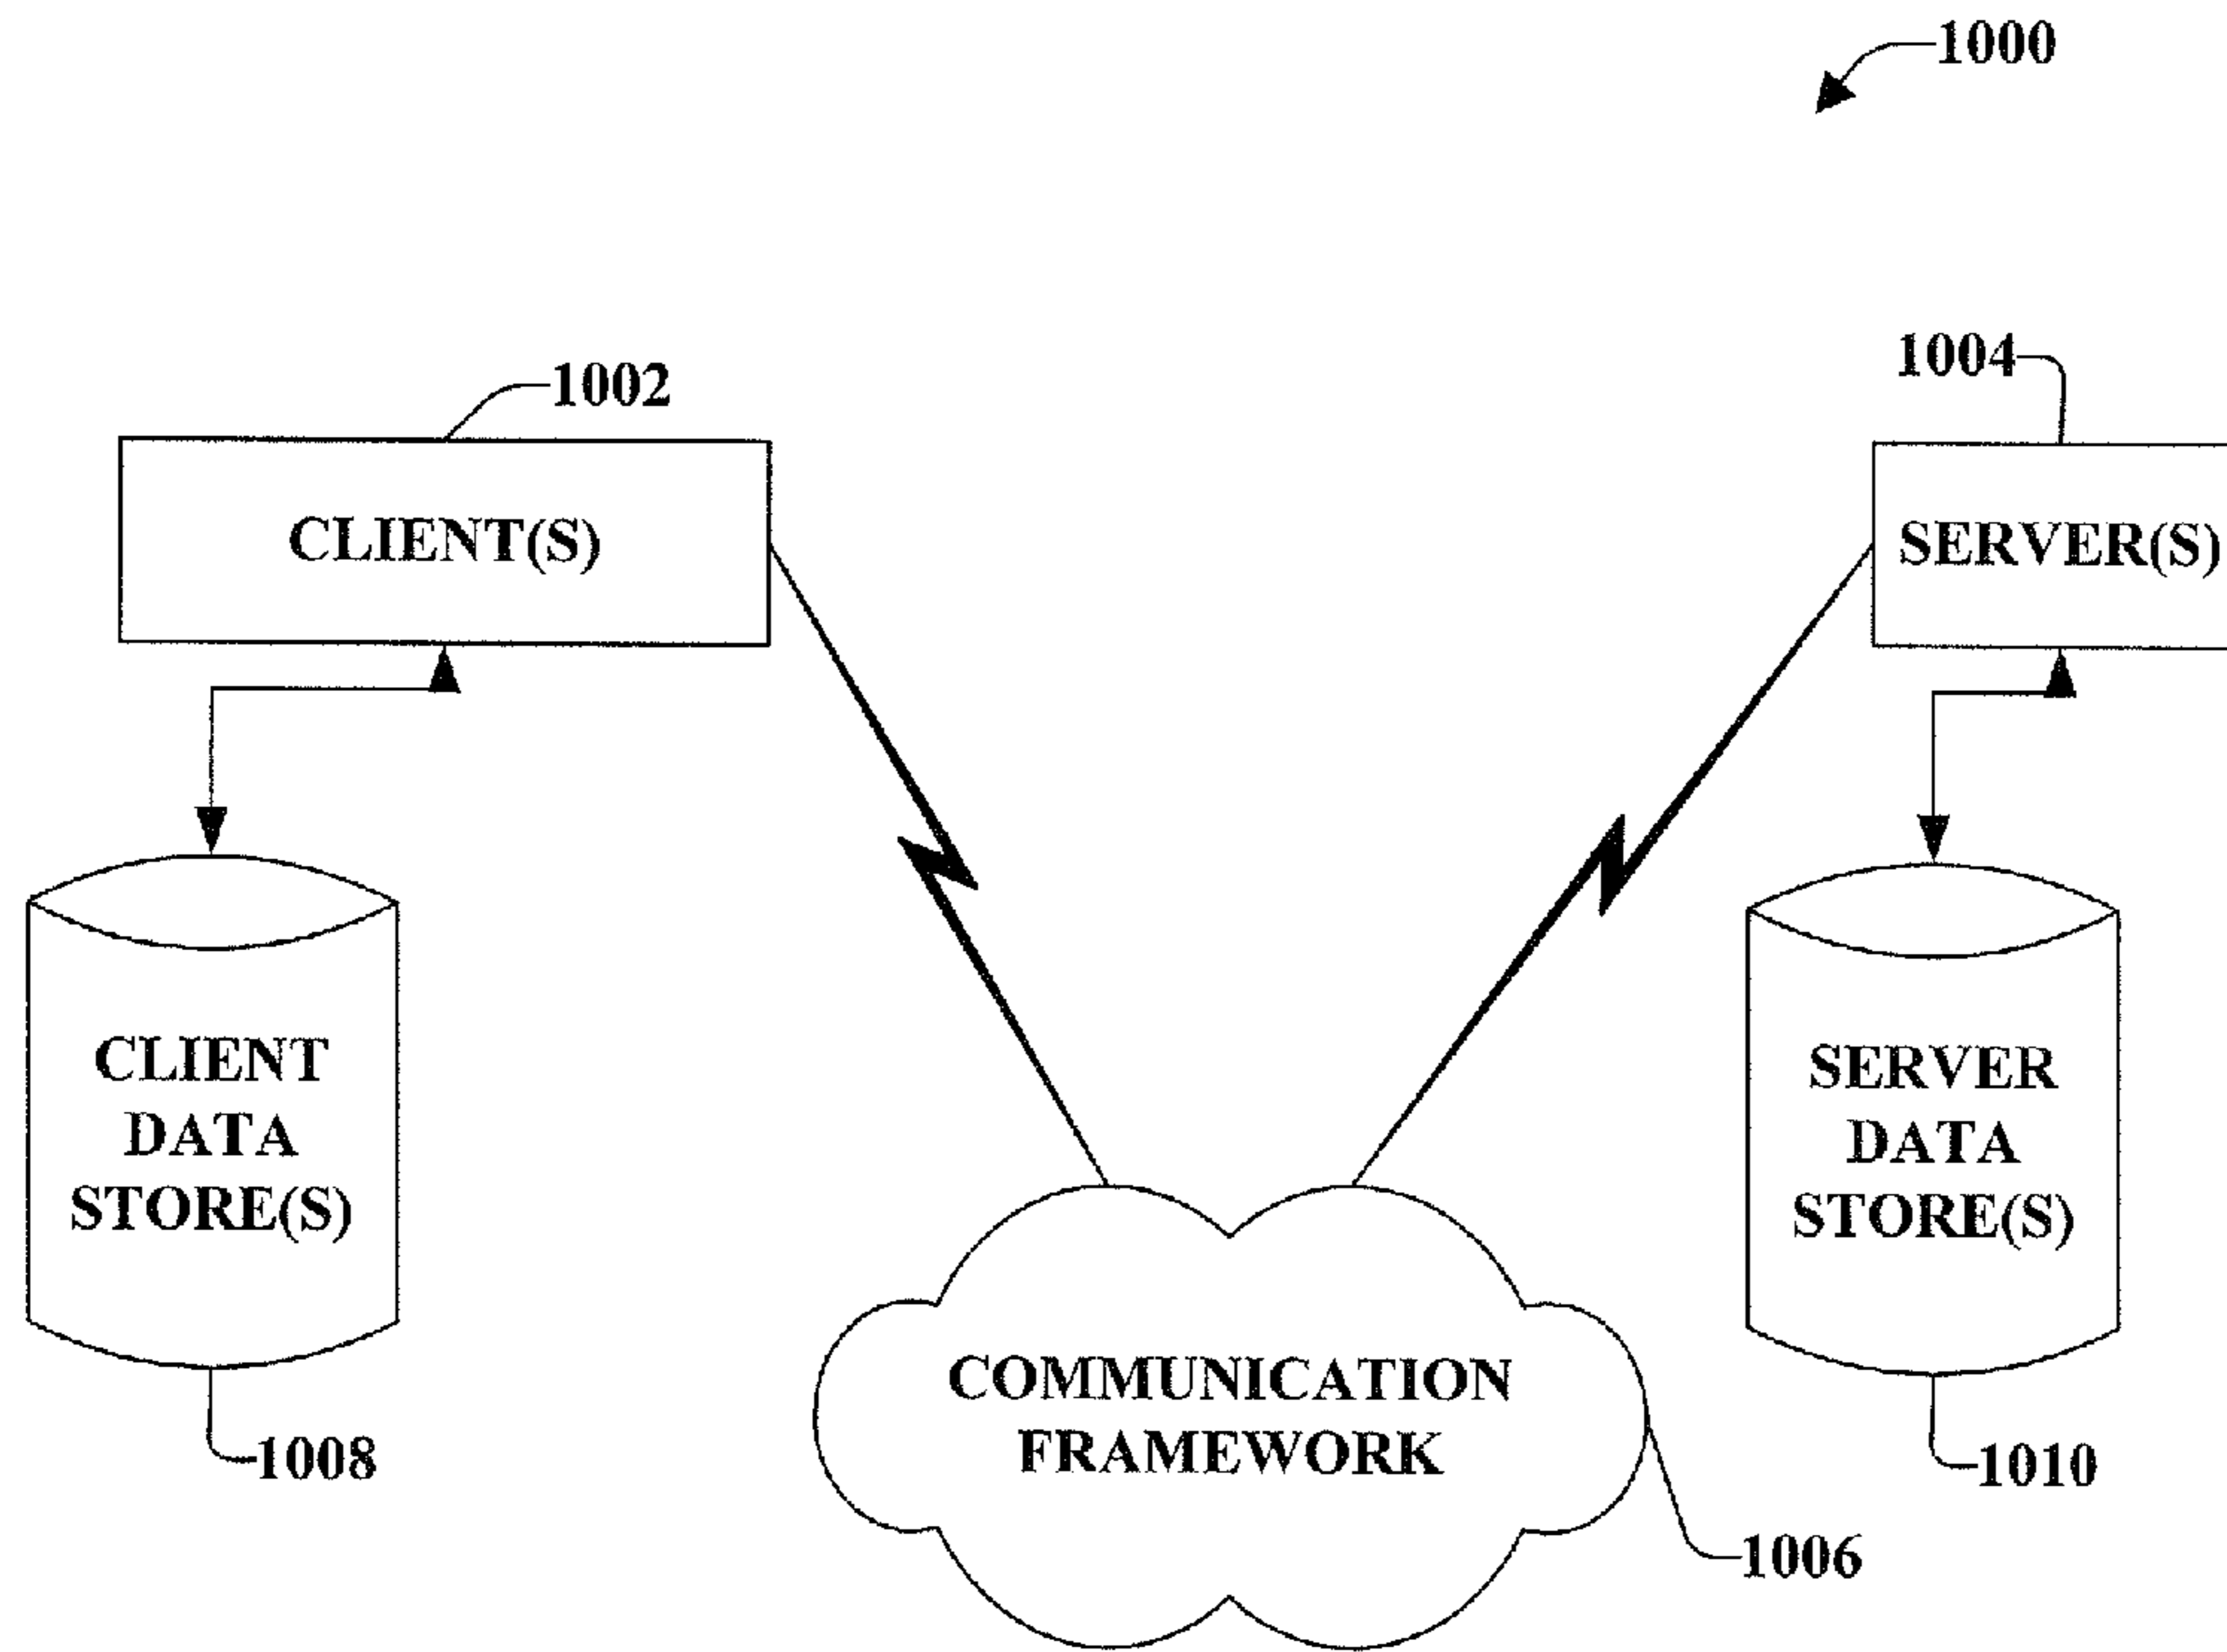 1000
1002
1004
CLIENT(S)
SERVER(S)
CLIENT
DATA
STORE(S)
SERVER
DATA
STORE(S)
COMMUNICATION
FRAMEWORK
1008
1010
1006